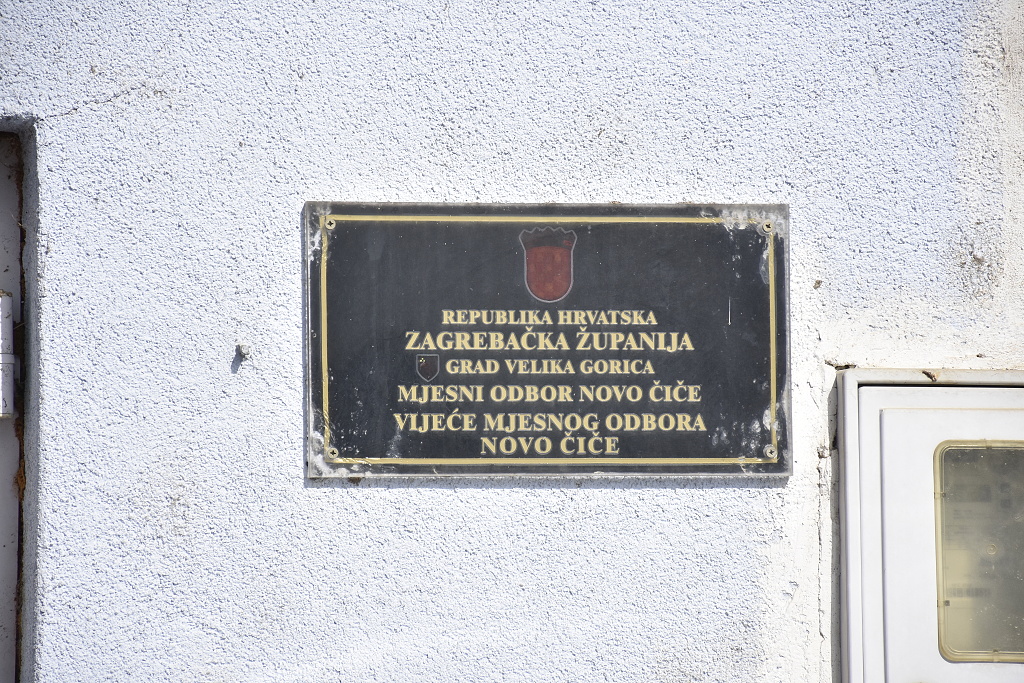 REPUBLIKA HRVATSKA
ZAGREBAČKA ŽUPANIJA
GRAD VELIKA GORICA
MJESNI ODBOR NOVO ČIČE
VIJEĆE MJESNOG ODBORA
NOVO ČIČE